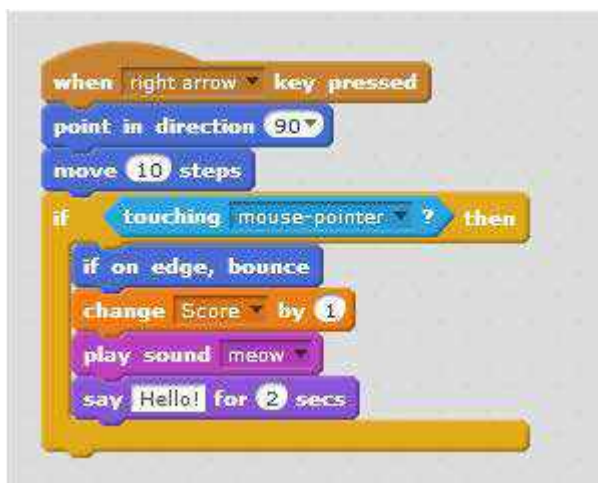 when right arrow key pressed
point in direction 90
move 10 steps
if touching mouse-pointer ? then
if on edge, bounce
change Score by 1
play sound meow
say Hello! for 2 secs